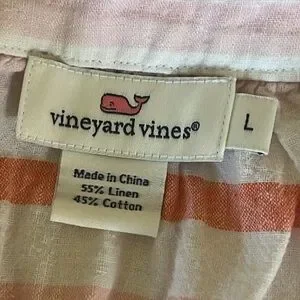 vineyard vines®
L
Made in China
55% Linen
45% Cotton